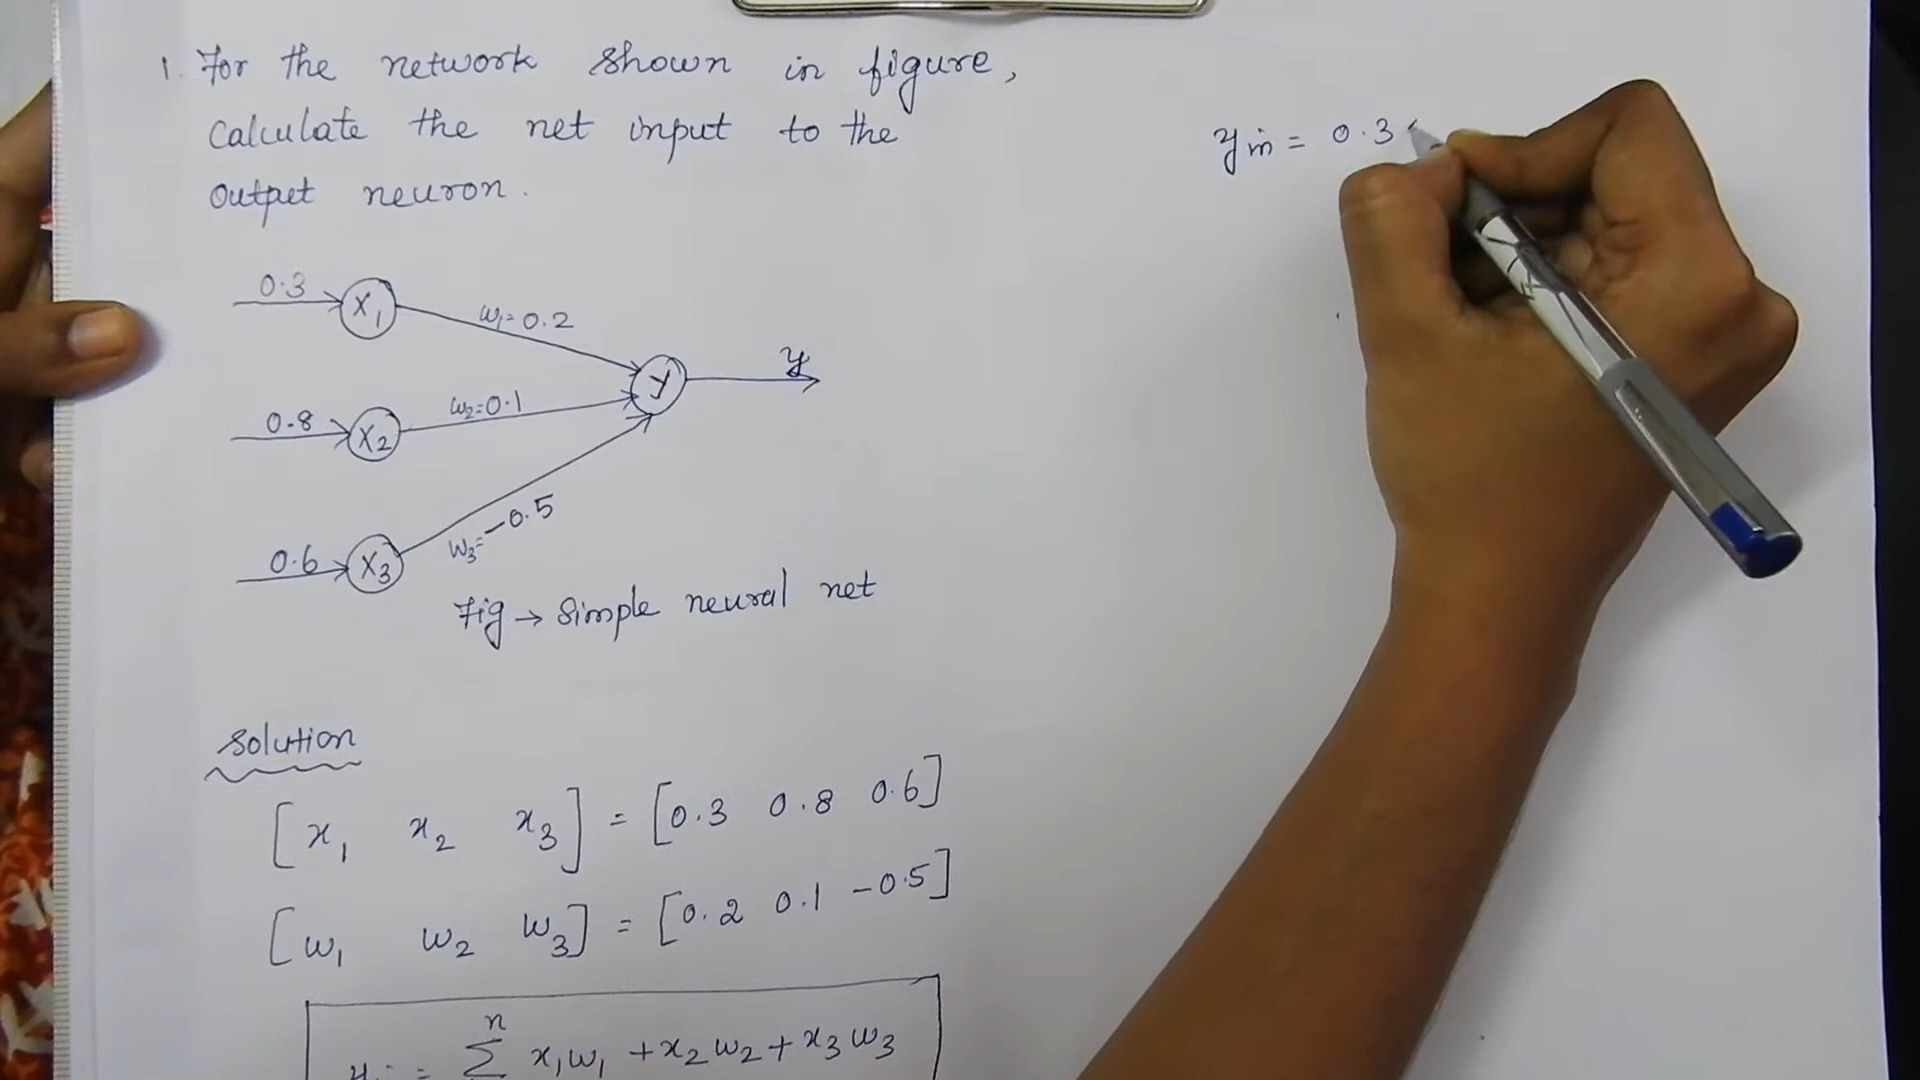 1. For the network shown in figure,
Calculate the net input to the
output neuron.
0.3 X1 w1=0.2
0.8 X2 w2=0.1 Y y
0.6 X3 w3=-0.5
Fig → Simple neural net
Solution
[x1 x2 x3] = [0.3 0.8 0.6]
[w1 w2 w3] = [0.2 0.1 -0.5]
n
= Σ x1w1 + x2w2 + x3w3
yin = 0.3